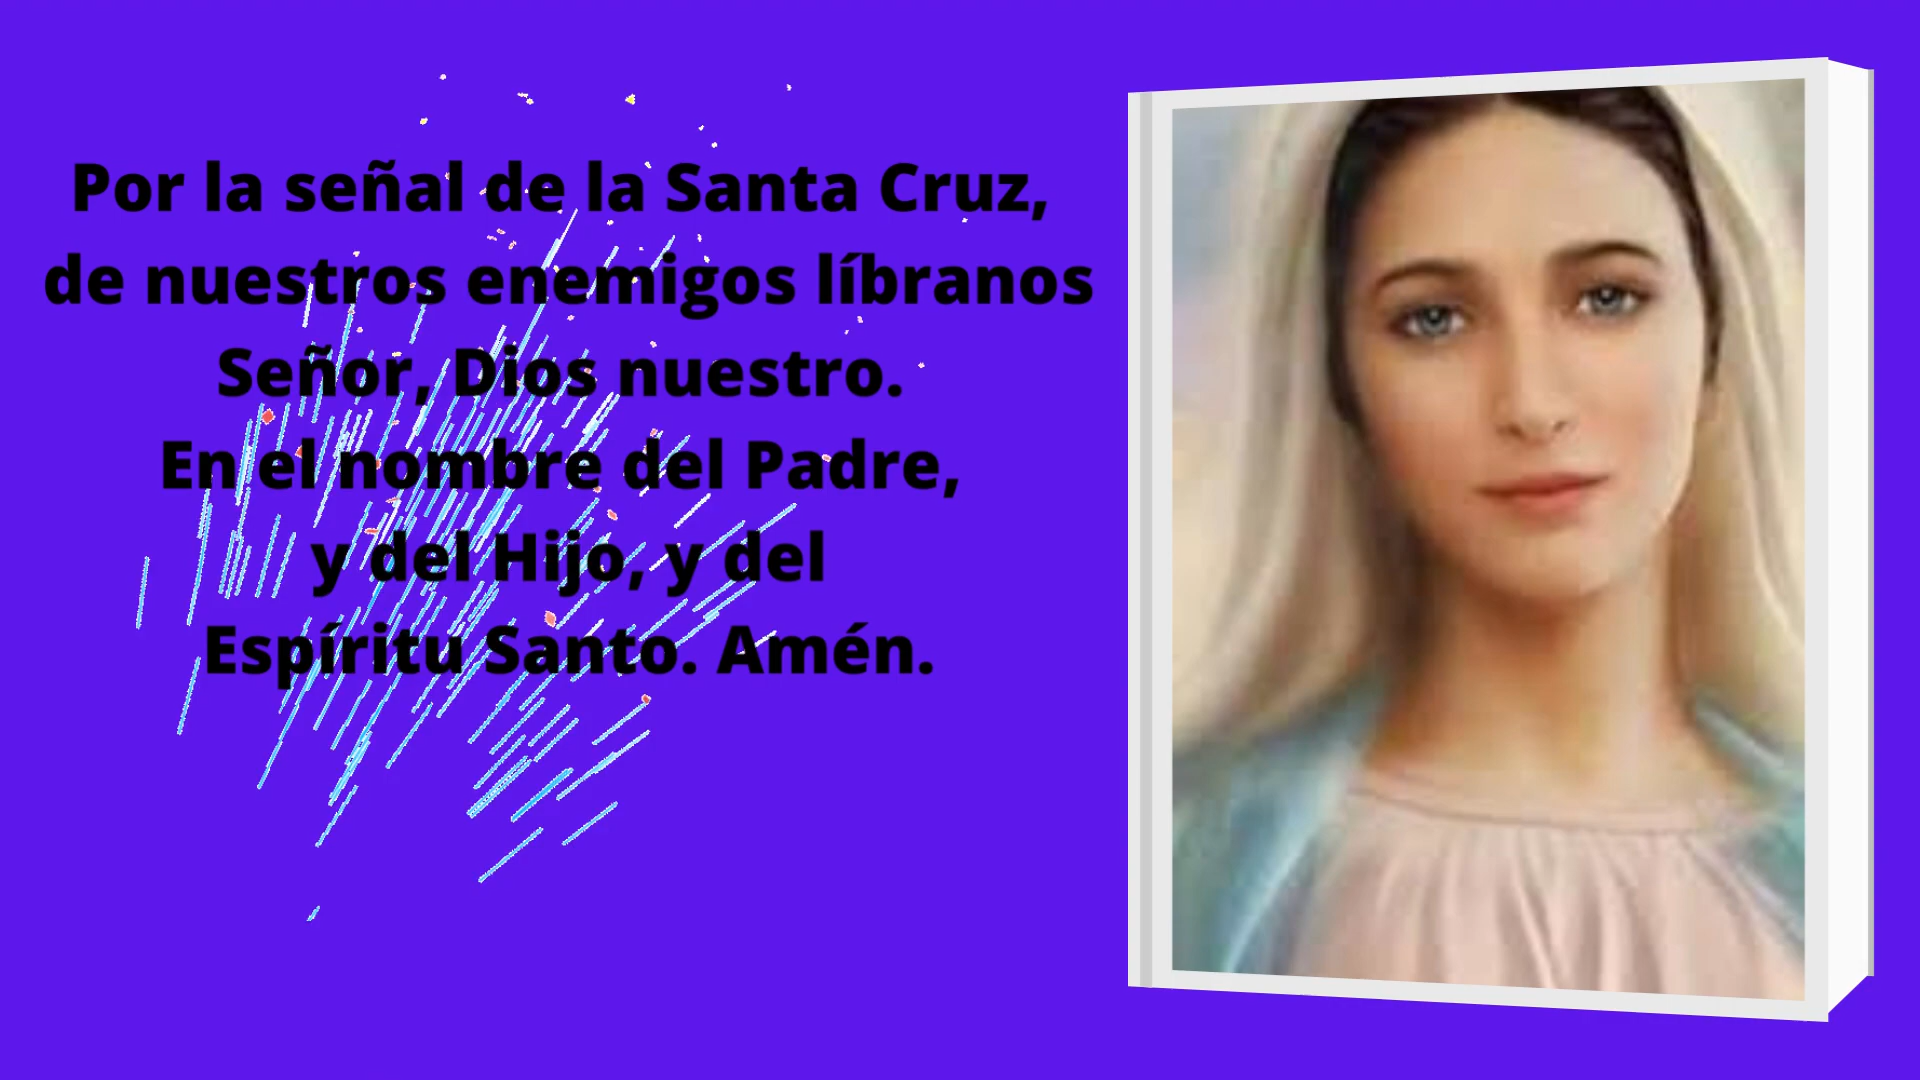 Por la señal de la Santa Cruz,
de nuestros enemigos líbranos
Señor, Dios nuestro.
En el nombre del Padre,
y del Hijo, y del
Espíritu Santo. Amén.